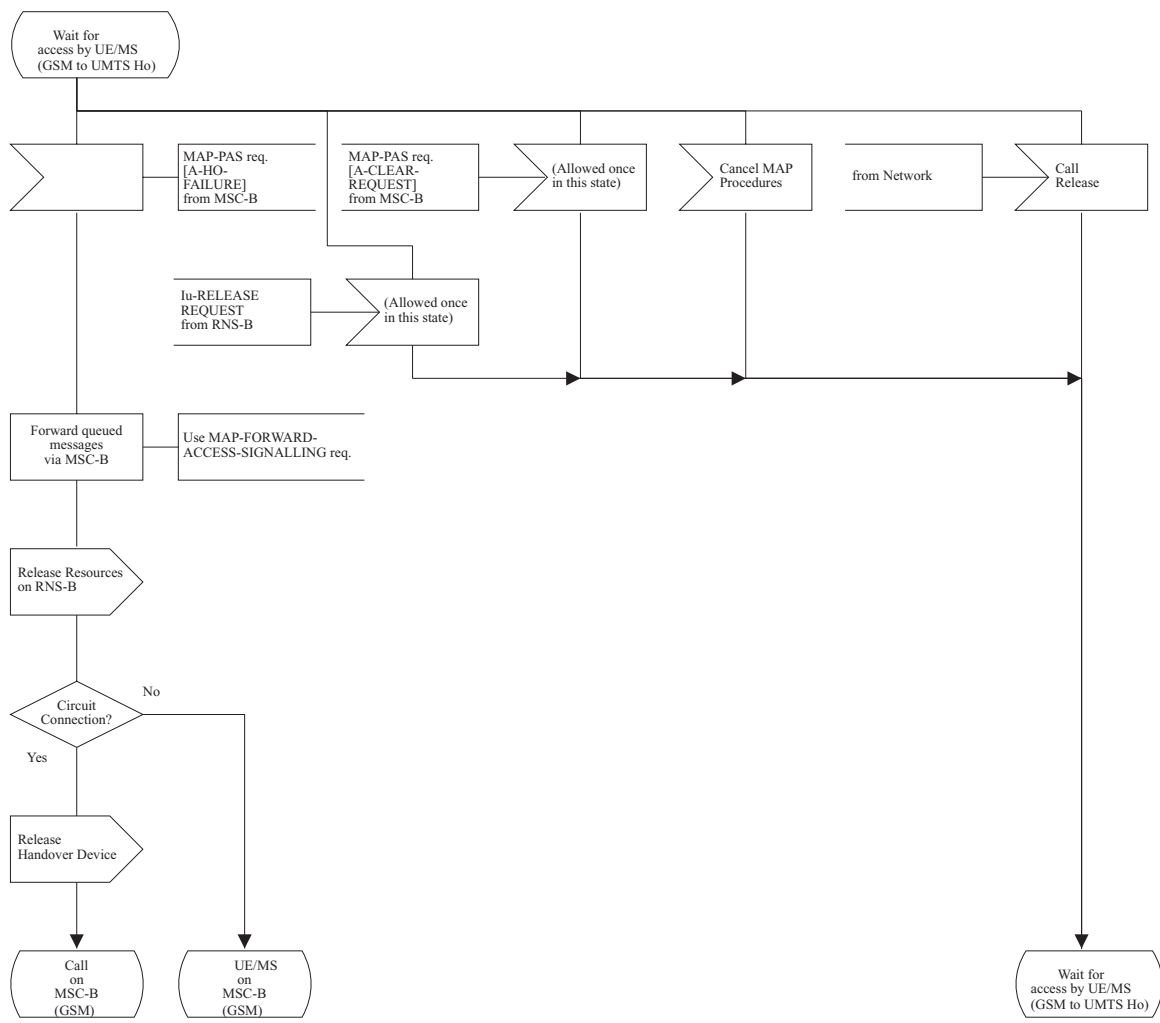 Wait for
access by UE/MS
(GSM to UMTS Ho)
MAP-PAS req.
[A-HO-
FAILURE]
from MSC-B
MAP-PAS req.
[A-CLEAR-
REQUEST]
from MSC-B
(Allowed once
in this state)
Cancel MAP
Procedures
from Network
Call
Release
Iu-RELEASE
REQUEST
from RNS-B
(Allowed once
in this state)
Forward queued
messages
via MSC-B
Use MAP-FORWARD-
ACCESS-SIGNALLING req.
Release Resources
on RNS-B
Circuit
Connection?
No
Yes
Release
Handover Device
Call
on
MSC-B
(GSM)
UE/MS
on
MSC-B
(GSM)
Wait for
access by UE/MS
(GSM to UMTS Ho)